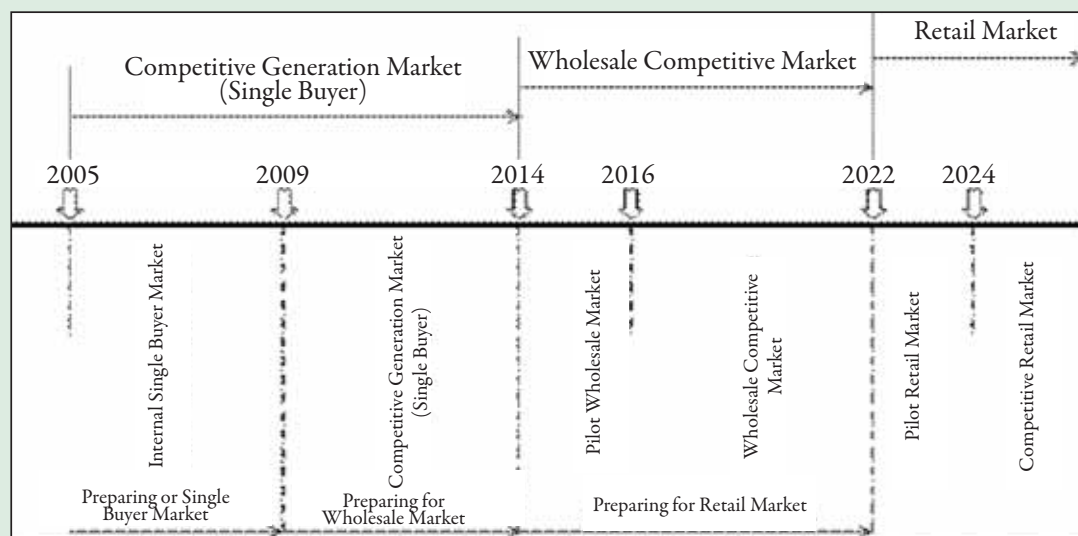 Retail Market
Competitive Generation Market
(Single Buyer)
Wholesale Competitive Market
2005
2009
2014
2016
2022
2024
Internal Single Buyer Market
Competitive Generation Market
(Single Buyer)
Pilot Wholesale Market
Wholesale Competitive
Market
Pilot Retail Market
Competitive Retail Market
Preparing or Single
Buyer Market
Preparing for
Wholesale Market
Preparing for Retail Market